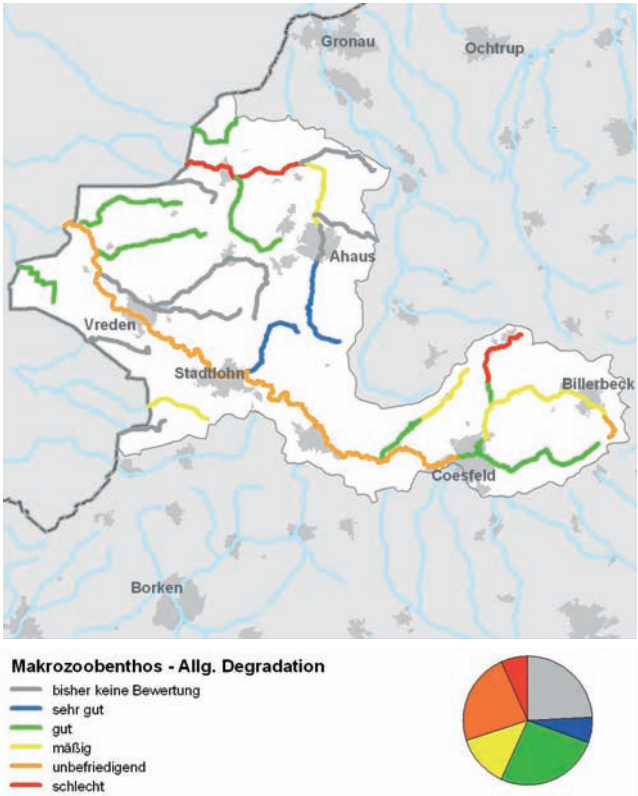 Gronau
Ochtrup
Ahaus
Vreden
Stadtlohn
Billerbeck
Coesfeld
Borken
Makrozoobenthos - Allg. Degradation
bisher keine Bewertung
sehr gut
gut
mäßig
unbefriedigend
schlecht